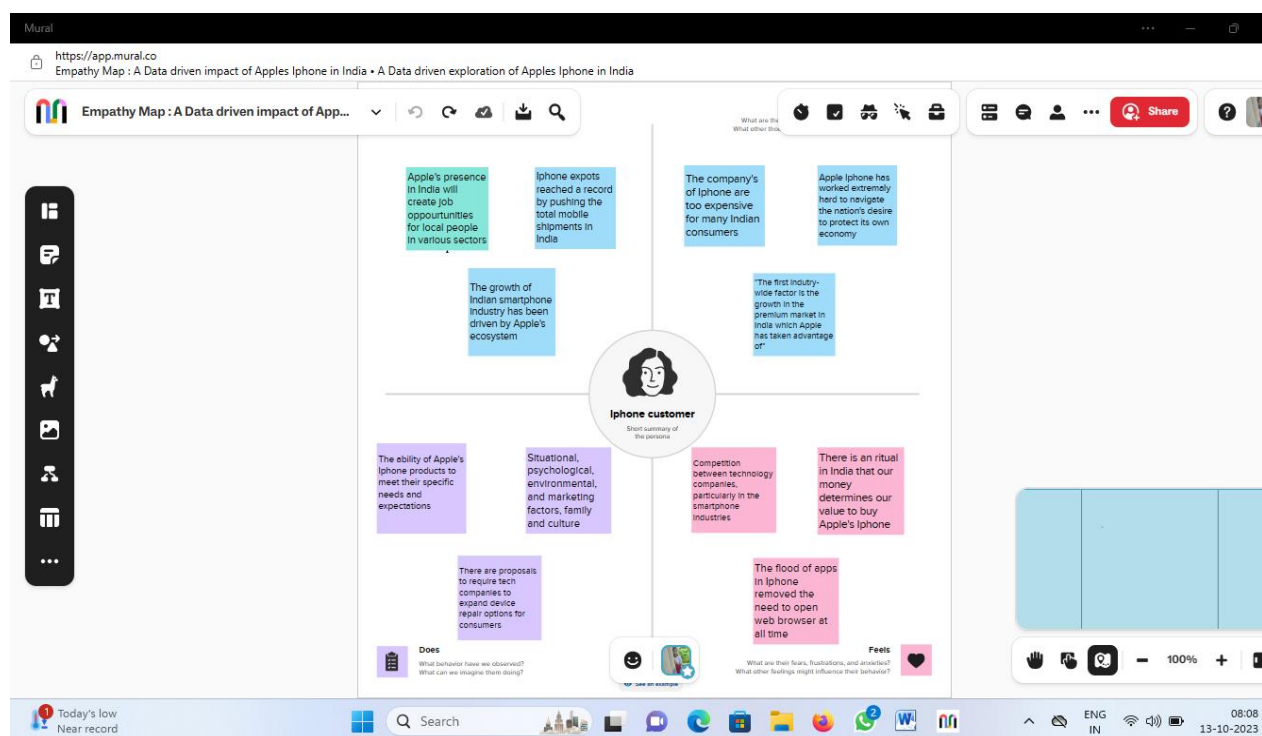 Mural
https://app.mural.co
Empathy Map : A Data driven impact of Apples Iphone in India • A Data driven exploration of Apples Iphone in India
Empathy Map : A Data driven impact of App...
Share
What are the
What other thou
Apple's presence
in India will
create job
oppourtunities
for local people
in various sectors
Iphone expots
reached a record
by pushing the
total mobile
shipments in
India
The company's
of Iphone are
too expensive
for many Indian
consumers
Apple Iphone has
worked extremely
hard to navigate
the nation's desire
to protect its own
economy
The growth of
Indian smartphone
Industry has been
driven by Apple's
ecosystem
"The first indutry-
wide factor is the
growth in the
premium market in
India which Apple
has taken advantage
of"
Iphone customer
Short summary of
the persona
The ability of Apple's
Iphone products to
meet their specific
needs and
expectations
Situational,
psychological,
environmental,
and marketing
factors, family
and culture
Competition
between technology
companies,
particularly in the
smartphone
industries
There is an ritual
in India that our
money
determines our
value to buy
Apple's Iphone
There are proposals
to require tech
companies to
expand device
repair options for
consumers
The flood of apps
in Iphone
removed the
need to open
web browser at
all time
Does
What behavior have we observed?
What can we imagine them doing?
Feels
What are their fears, frustrations, and anxieties?
What other feelings might influence their behavior?
See an example
100%
1
Today's low
Near record
Search
2
ENG
IN
08:08
13-10-2023